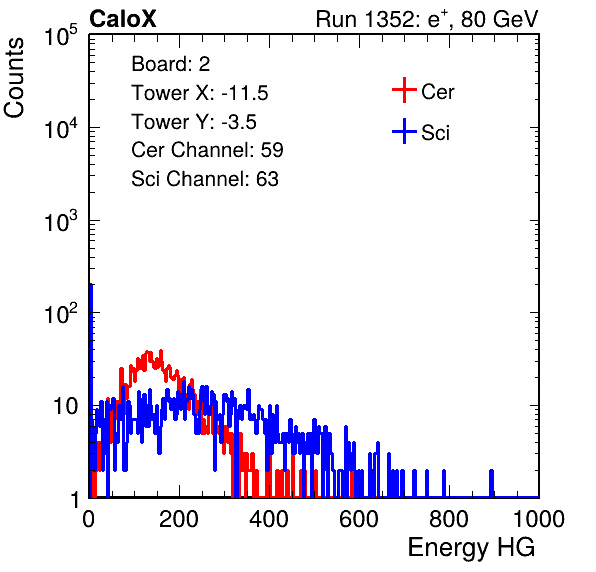 CaloX Run 1352: e+, 80 GeV
Counts
10^5
10^4
10^3
10^2
10
1
Board: 2
Tower X: -11.5
Tower Y: -3.5
Cer Channel: 59
Sci Channel: 63
Cer
Sci
0 200 400 600 800 1000
Energy HG